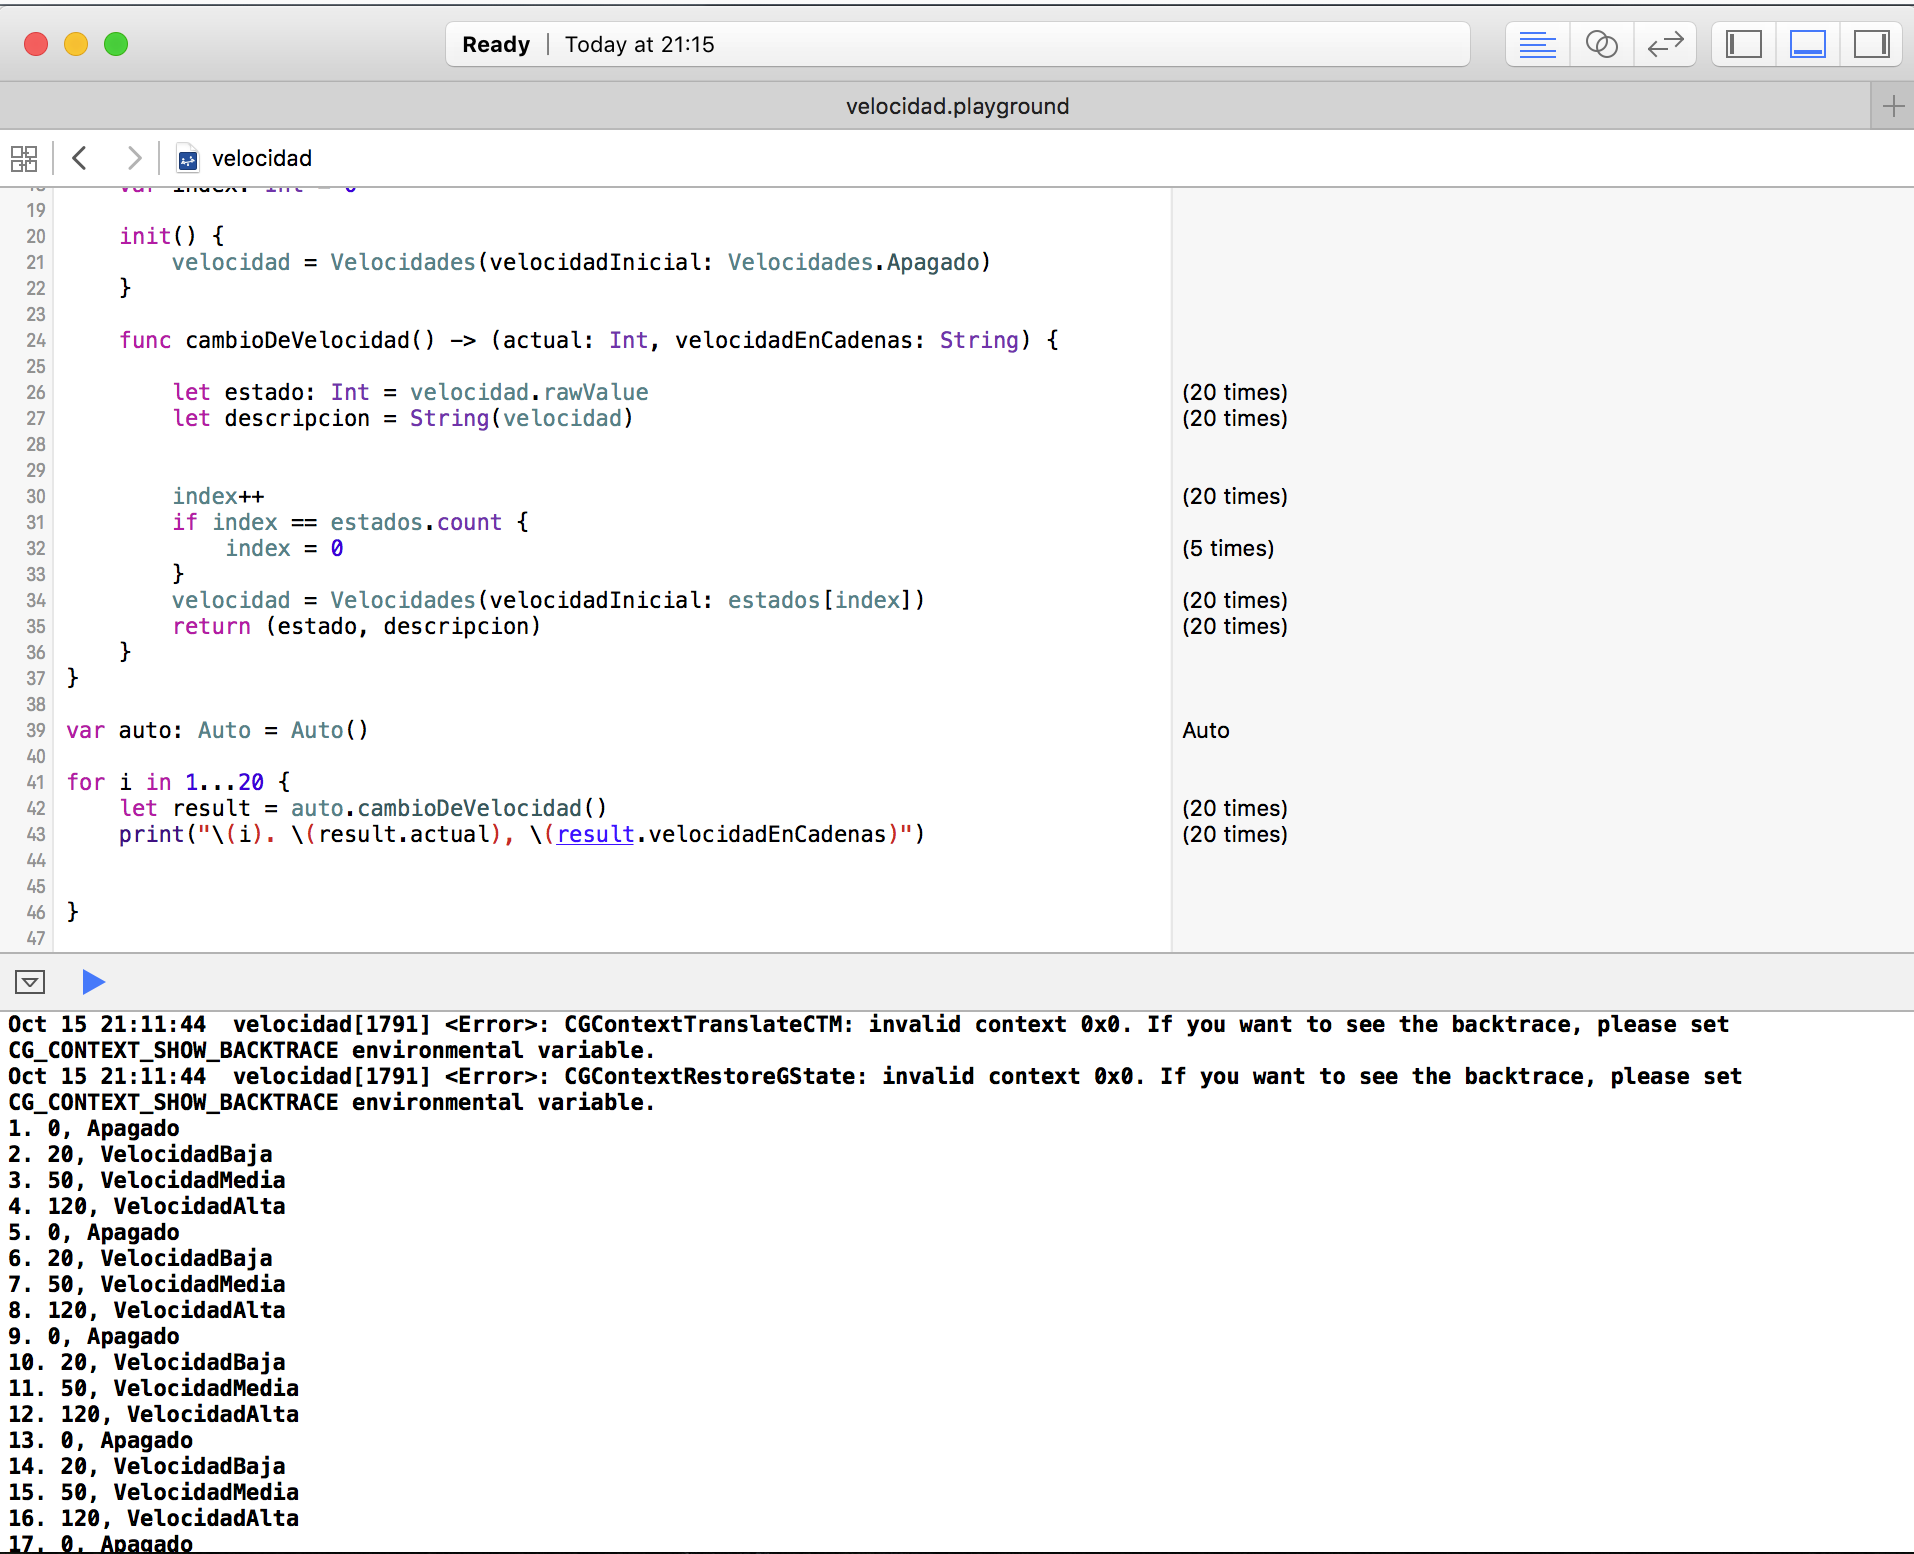 Ready | Today at 21:15
velocidad.playground
velocidad
18 var index: Int = 0
19
20 init() {
21 velocidad = Velocidades(velocidadInicial: Velocidades.Apagado)
22 }
23
24 func cambioDeVelocidad() -> (actual: Int, velocidadEnCadenas: String) {
25
26 let estado: Int = velocidad.rawValue (20 times)
27 let descripcion = String(velocidad) (20 times)
28
29
30 index++ (20 times)
31 if index == estados.count {
32 index = 0 (5 times)
33 }
34 velocidad = Velocidades(velocidadInicial: estados[index]) (20 times)
35 return (estado, descripcion) (20 times)
36 }
37 }
38
39 var auto: Auto = Auto() Auto
40
41 for i in 1...20 {
42 let result = auto.cambioDeVelocidad() (20 times)
43 print("\(i). \(result.actual), \(result.velocidadEnCadenas)") (20 times)
44
45
46 }
47
Oct 15 21:11:44 velocidad[1791] <Error>: CGContextTranslateCTM: invalid context 0x0. If you want to see the backtrace, please set
CG_CONTEXT_SHOW_BACKTRACE environmental variable.
Oct 15 21:11:44 velocidad[1791] <Error>: CGContextRestoreGState: invalid context 0x0. If you want to see the backtrace, please set
CG_CONTEXT_SHOW_BACKTRACE environmental variable.
1. 0, Apagado
2. 20, VelocidadBaja
3. 50, VelocidadMedia
4. 120, VelocidadAlta
5. 0, Apagado
6. 20, VelocidadBaja
7. 50, VelocidadMedia
8. 120, VelocidadAlta
9. 0, Apagado
10. 20, VelocidadBaja
11. 50, VelocidadMedia
12. 120, VelocidadAlta
13. 0, Apagado
14. 20, VelocidadBaja
15. 50, VelocidadMedia
16. 120, VelocidadAlta
17. 0, Apagado